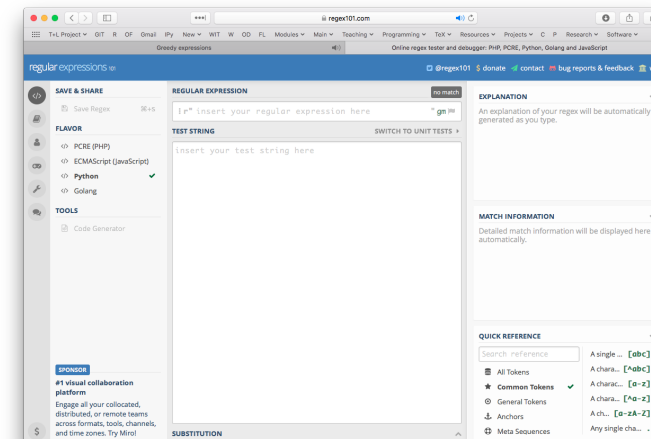 regex101.com
T+L Project GIT R OF Gmail IPy New WIT W OD FL Modules Main Teaching Programming TeX Resources Projects C P Research Software
Greedy expressions
Online regex tester and debugger: PHP, PCRE, Python, Golang and JavaScript
regular expressions 101
@regex101 $ donate contact bug reports & feedback
SAVE & SHARE
Save Regex ⌘+S
FLAVOR
</> PCRE (PHP)
</> ECMAScript (JavaScript)
</> Python
</> Golang
TOOLS
Code Generator
SPONSOR
#1 visual collaboration
platform
Engage all your collocated,
distributed, or remote teams
across formats, tools, channels,
and time zones. Try Miro!
REGULAR EXPRESSION
no match
r" insert your regular expression here " gm
TEST STRING
SWITCH TO UNIT TESTS
insert your test string here
SUBSTITUTION
EXPLANATION
An explanation of your regex will be automatically
generated as you type.
MATCH INFORMATION
Detailed match information will be displayed here
automatically.
QUICK REFERENCE
Search reference
All Tokens
Common Tokens
General Tokens
Anchors
Meta Sequences
A single ... [abc]
A chara... [^abc]
A charac... [a-z]
A chara... [^a-z]
A ch... [a-zA-Z]
Any single cha... .